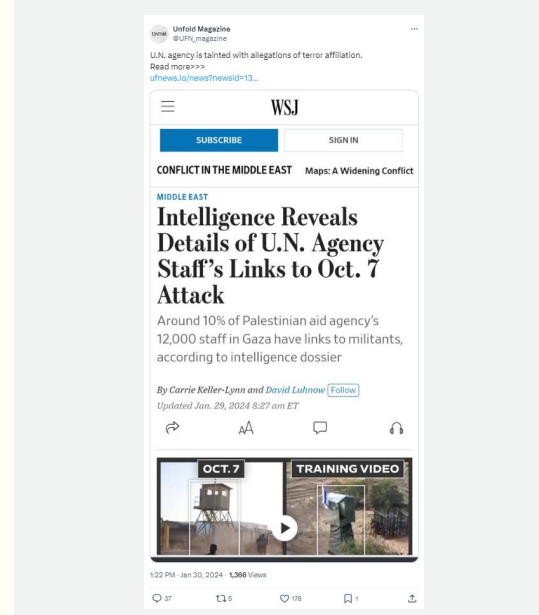 Unfold Magazine
@UFN_magazine
U.N. agency is tainted with allegations of terror affiliation.
Read more>>>
ufnews.io/news?newsid=13...
WSJ
SUBSCRIBE
SIGN IN
CONFLICT IN THE MIDDLE EAST
Maps: A Widening Conflict
MIDDLE EAST
Intelligence Reveals
Details of U.N. Agency
Staff's Links to Oct. 7
Attack
Around 10% of Palestinian aid agency's
12,000 staff in Gaza have links to militants,
according to intelligence dossier
By Carrie Keller-Lynn and David Luhnow Follow
Updated Jan. 29, 2024 8:27 am ET
AA
OCT. 7
TRAINING VIDEO
1:22 PM · Jan 30, 2024 · 1,366 Views
37
5
178
1